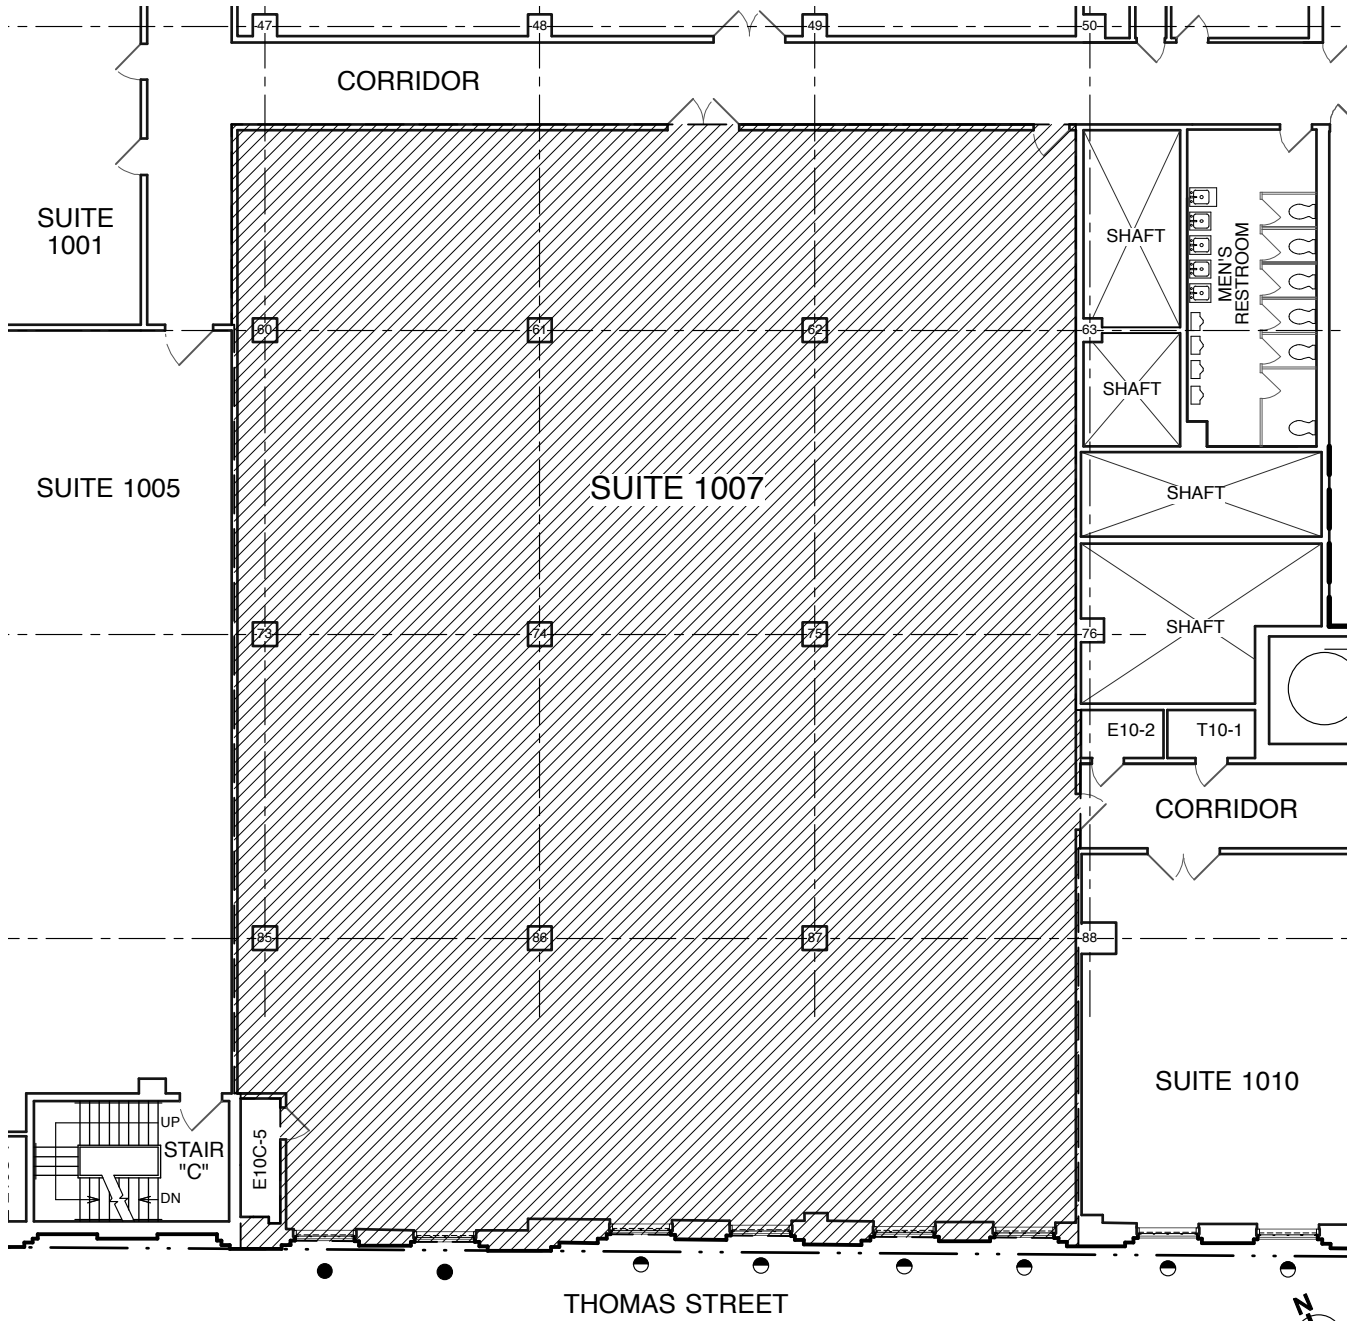 47
48
49
50
CORRIDOR
SUITE
1001
SHAFT
MEN'S
RESTROOM
60
61
62
63
SHAFT
SUITE 1005
SUITE 1007
SHAFT
73
74
75
76
SHAFT
E10-2
T10-1
CORRIDOR
85
86
87
88
SUITE 1010
UP
STAIR
"C"
DN
E10C-5
THOMAS STREET
N